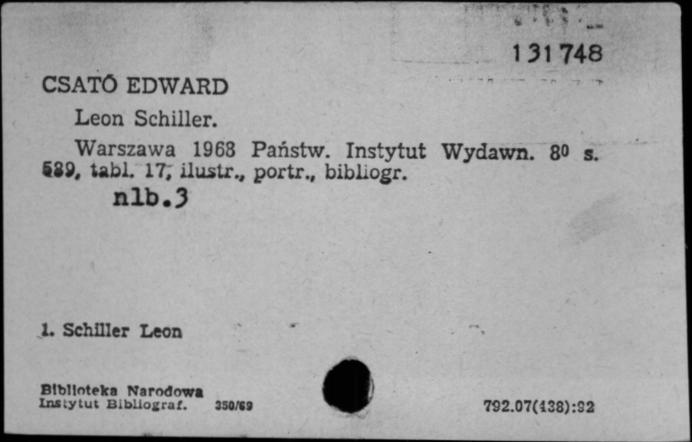 131748
CSATÓ EDWARD
Leon Schiller.
Warszawa 1968 Państw. Instytut Wydawn. 8⁰ s.
589, tabl. 17, ilustr., portr., bibliogr.
nlb.3
1. Schiller Leon
Biblioteka Narodowa
Instytut Bibliograf. 350/69
792.07(438):92